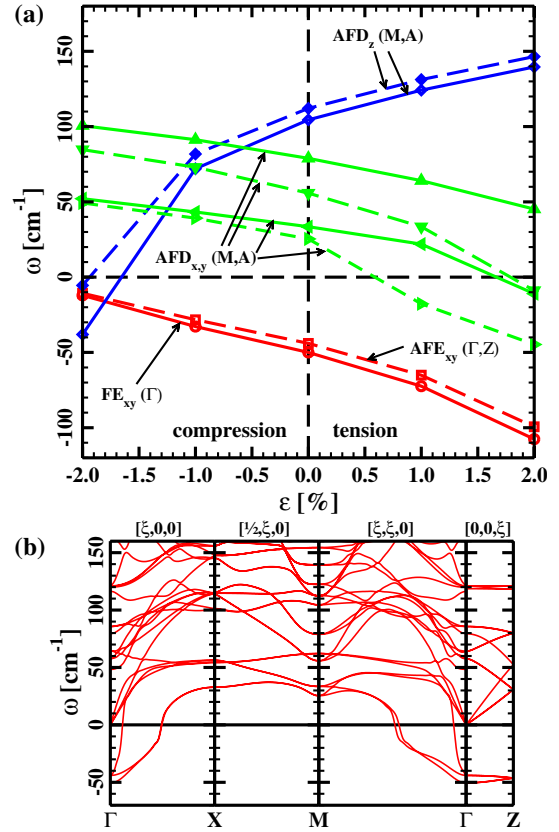 (a)
180
150
100
50
0
-50
-100
ω [cm⁻¹]
AFD_z (M,A)
AFD_x,y (M,A)
AFE_xy (Γ,Z)
FE_xy (Γ)
compression
tension
-2.0 -1.5 -1.0 -0.5 0.0 0.5 1.0 1.5 2.0
ε [%]
(b)
[ξ,0,0] [½,ξ,0] [ξ,ξ,0] [0,0,ξ]
150
100
50
0
-50
ω [cm⁻¹]
Γ X M Γ Z